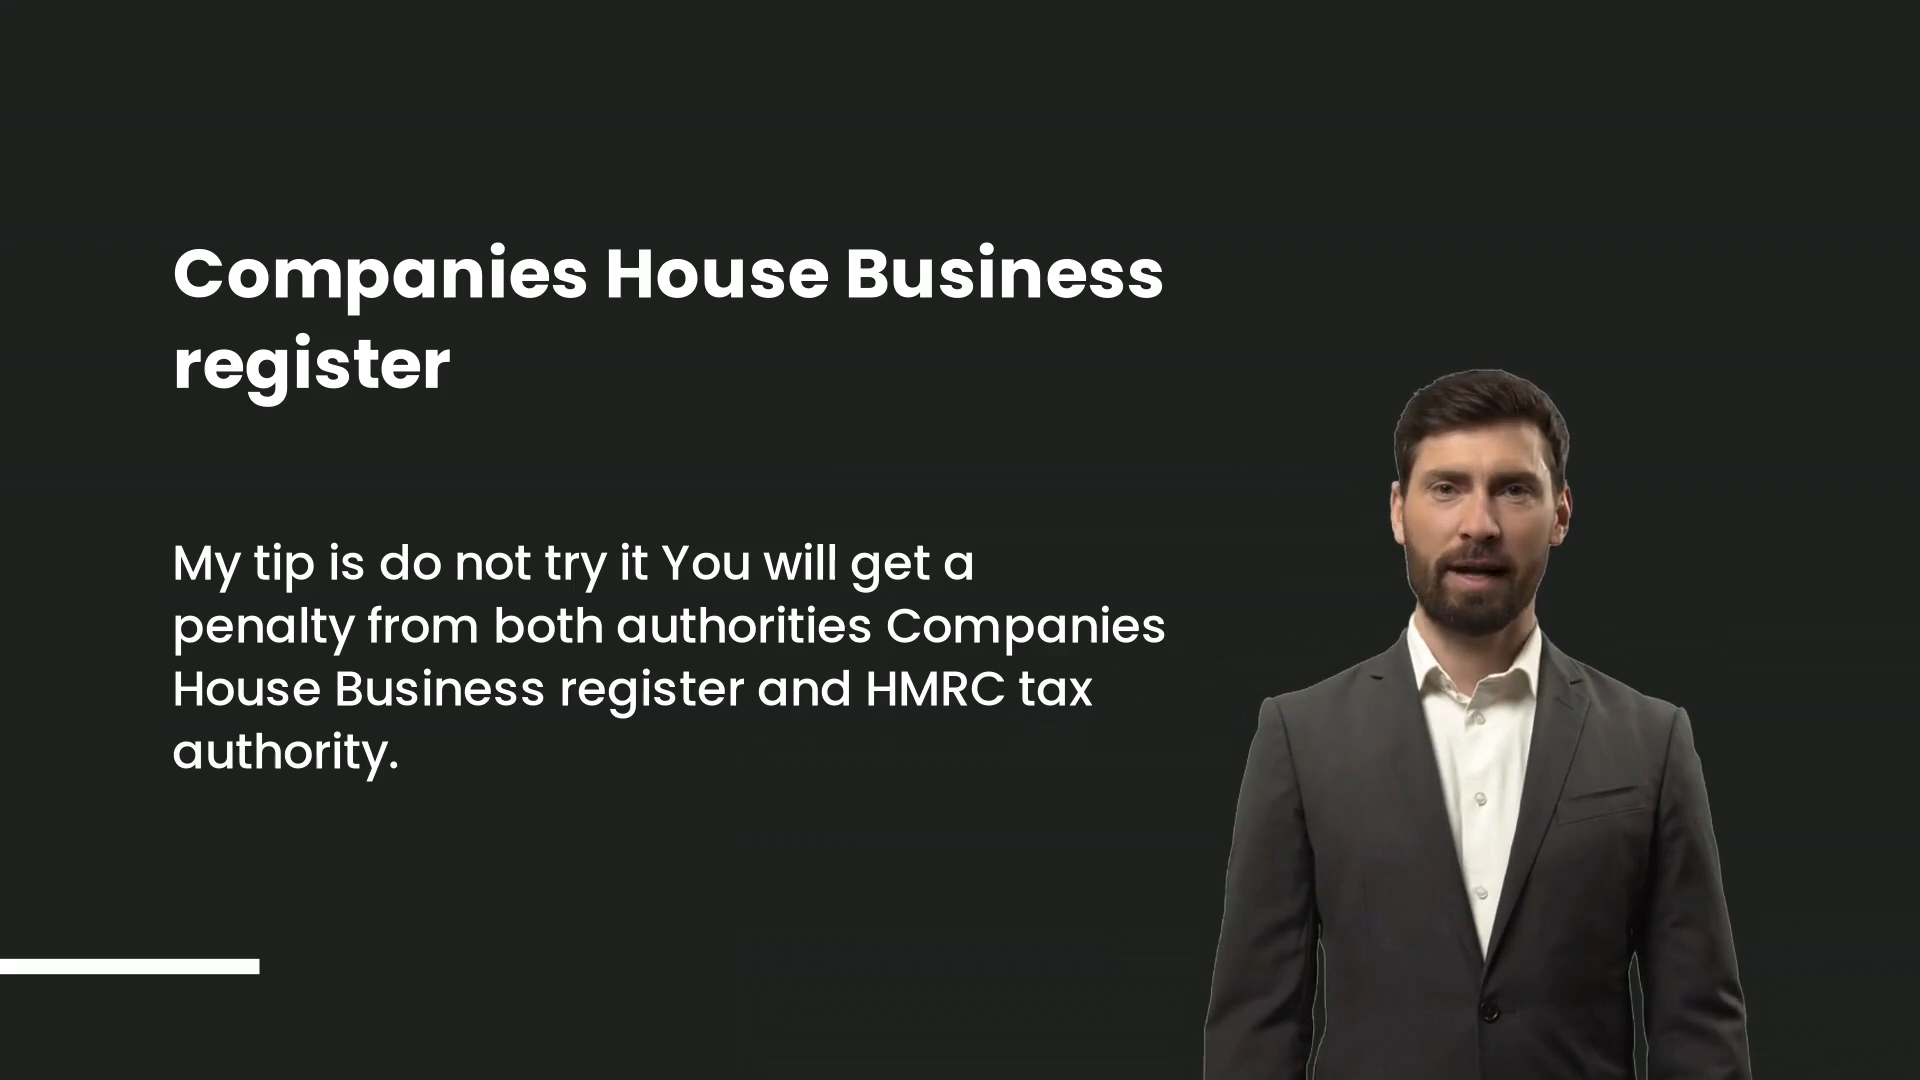 Companies House Business
register
My tip is do not try it You will get a
penalty from both authorities Companies
House Business register and HMRC tax
authority.